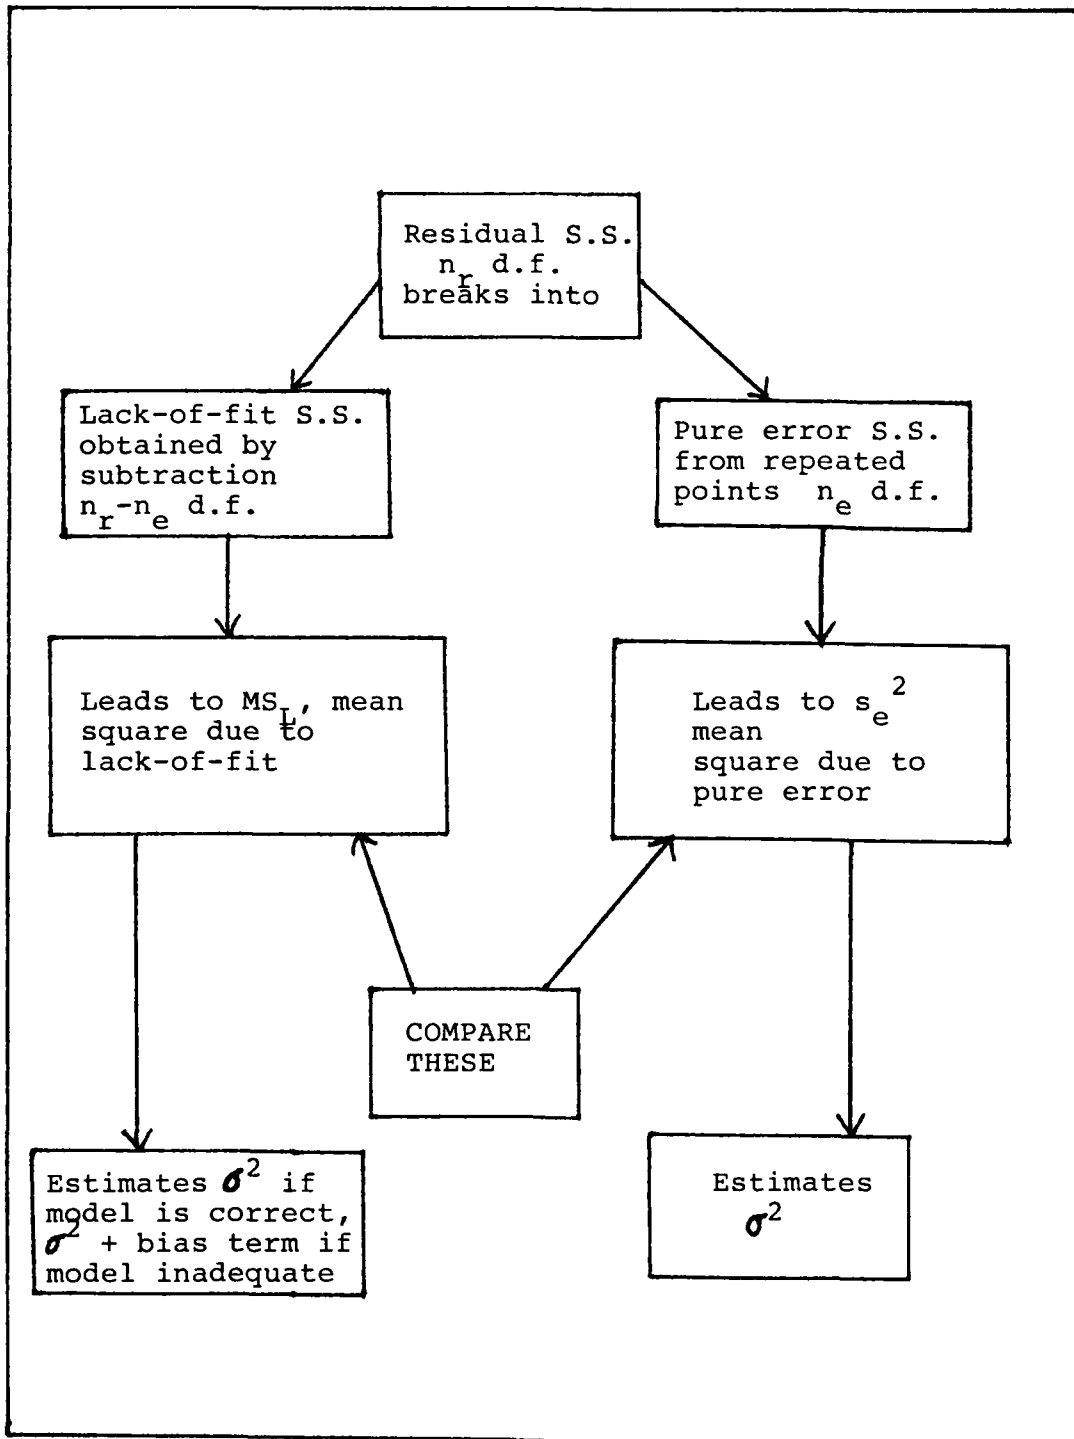 Residual S.S.
n_r d.f.
breaks into
Lack-of-fit S.S.
obtained by
subtraction
n_r-n_e d.f.
Pure error S.S.
from repeated
points n_e d.f.
Leads to MS_L, mean
square due to
lack-of-fit
Leads to s_e^2
mean
square due to
pure error
COMPARE
THESE
Estimates σ^2 if
model is correct,
σ^2 + bias term if
model inadequate
Estimates
σ^2